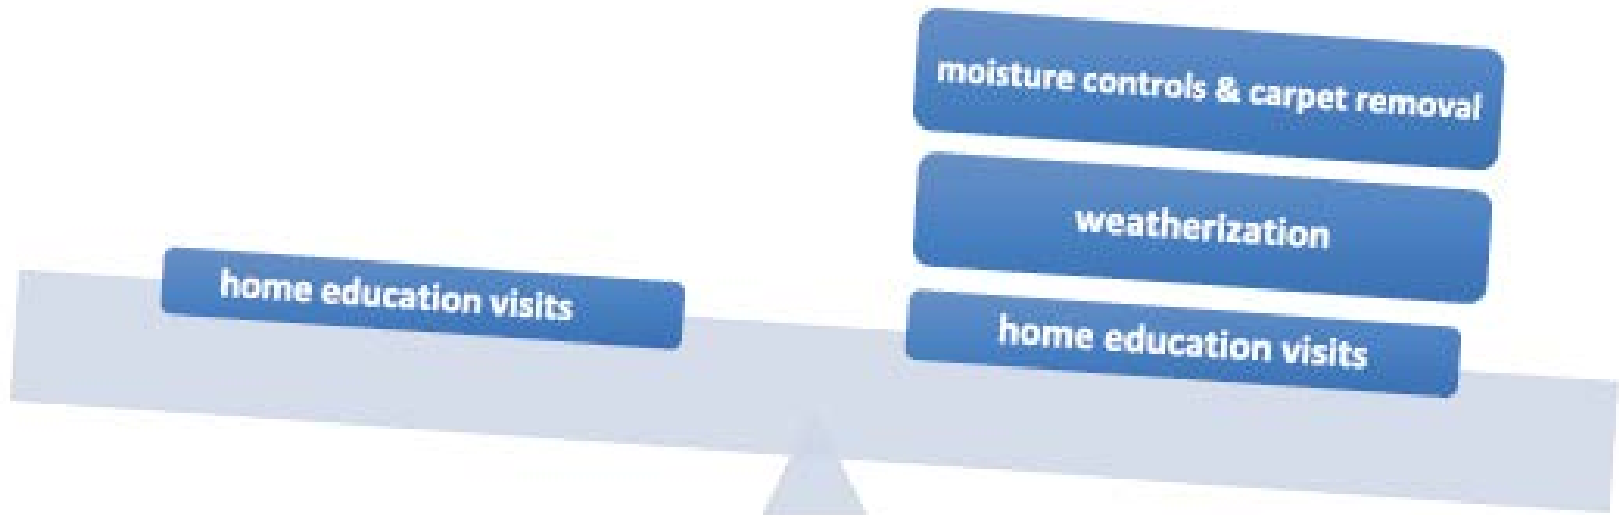 moisture controls & carpet removal
weatherization
home education visits
home education visits